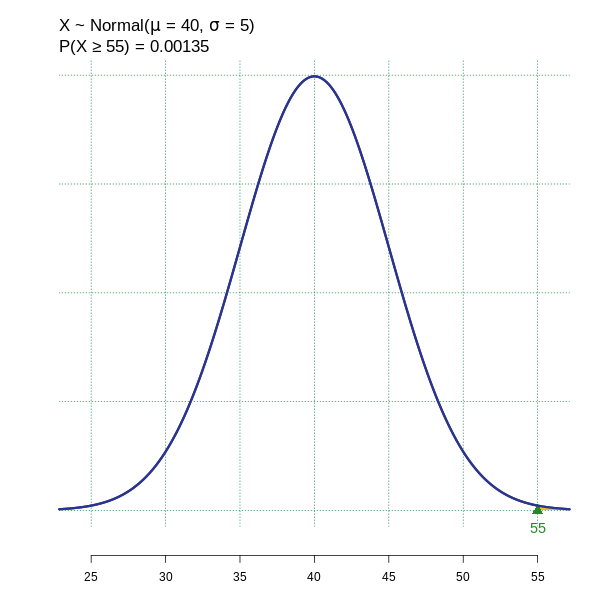 X ~ Normal(μ = 40, σ = 5)
P(X ≥ 55) = 0.00135
55
25 30 35 40 45 50 55